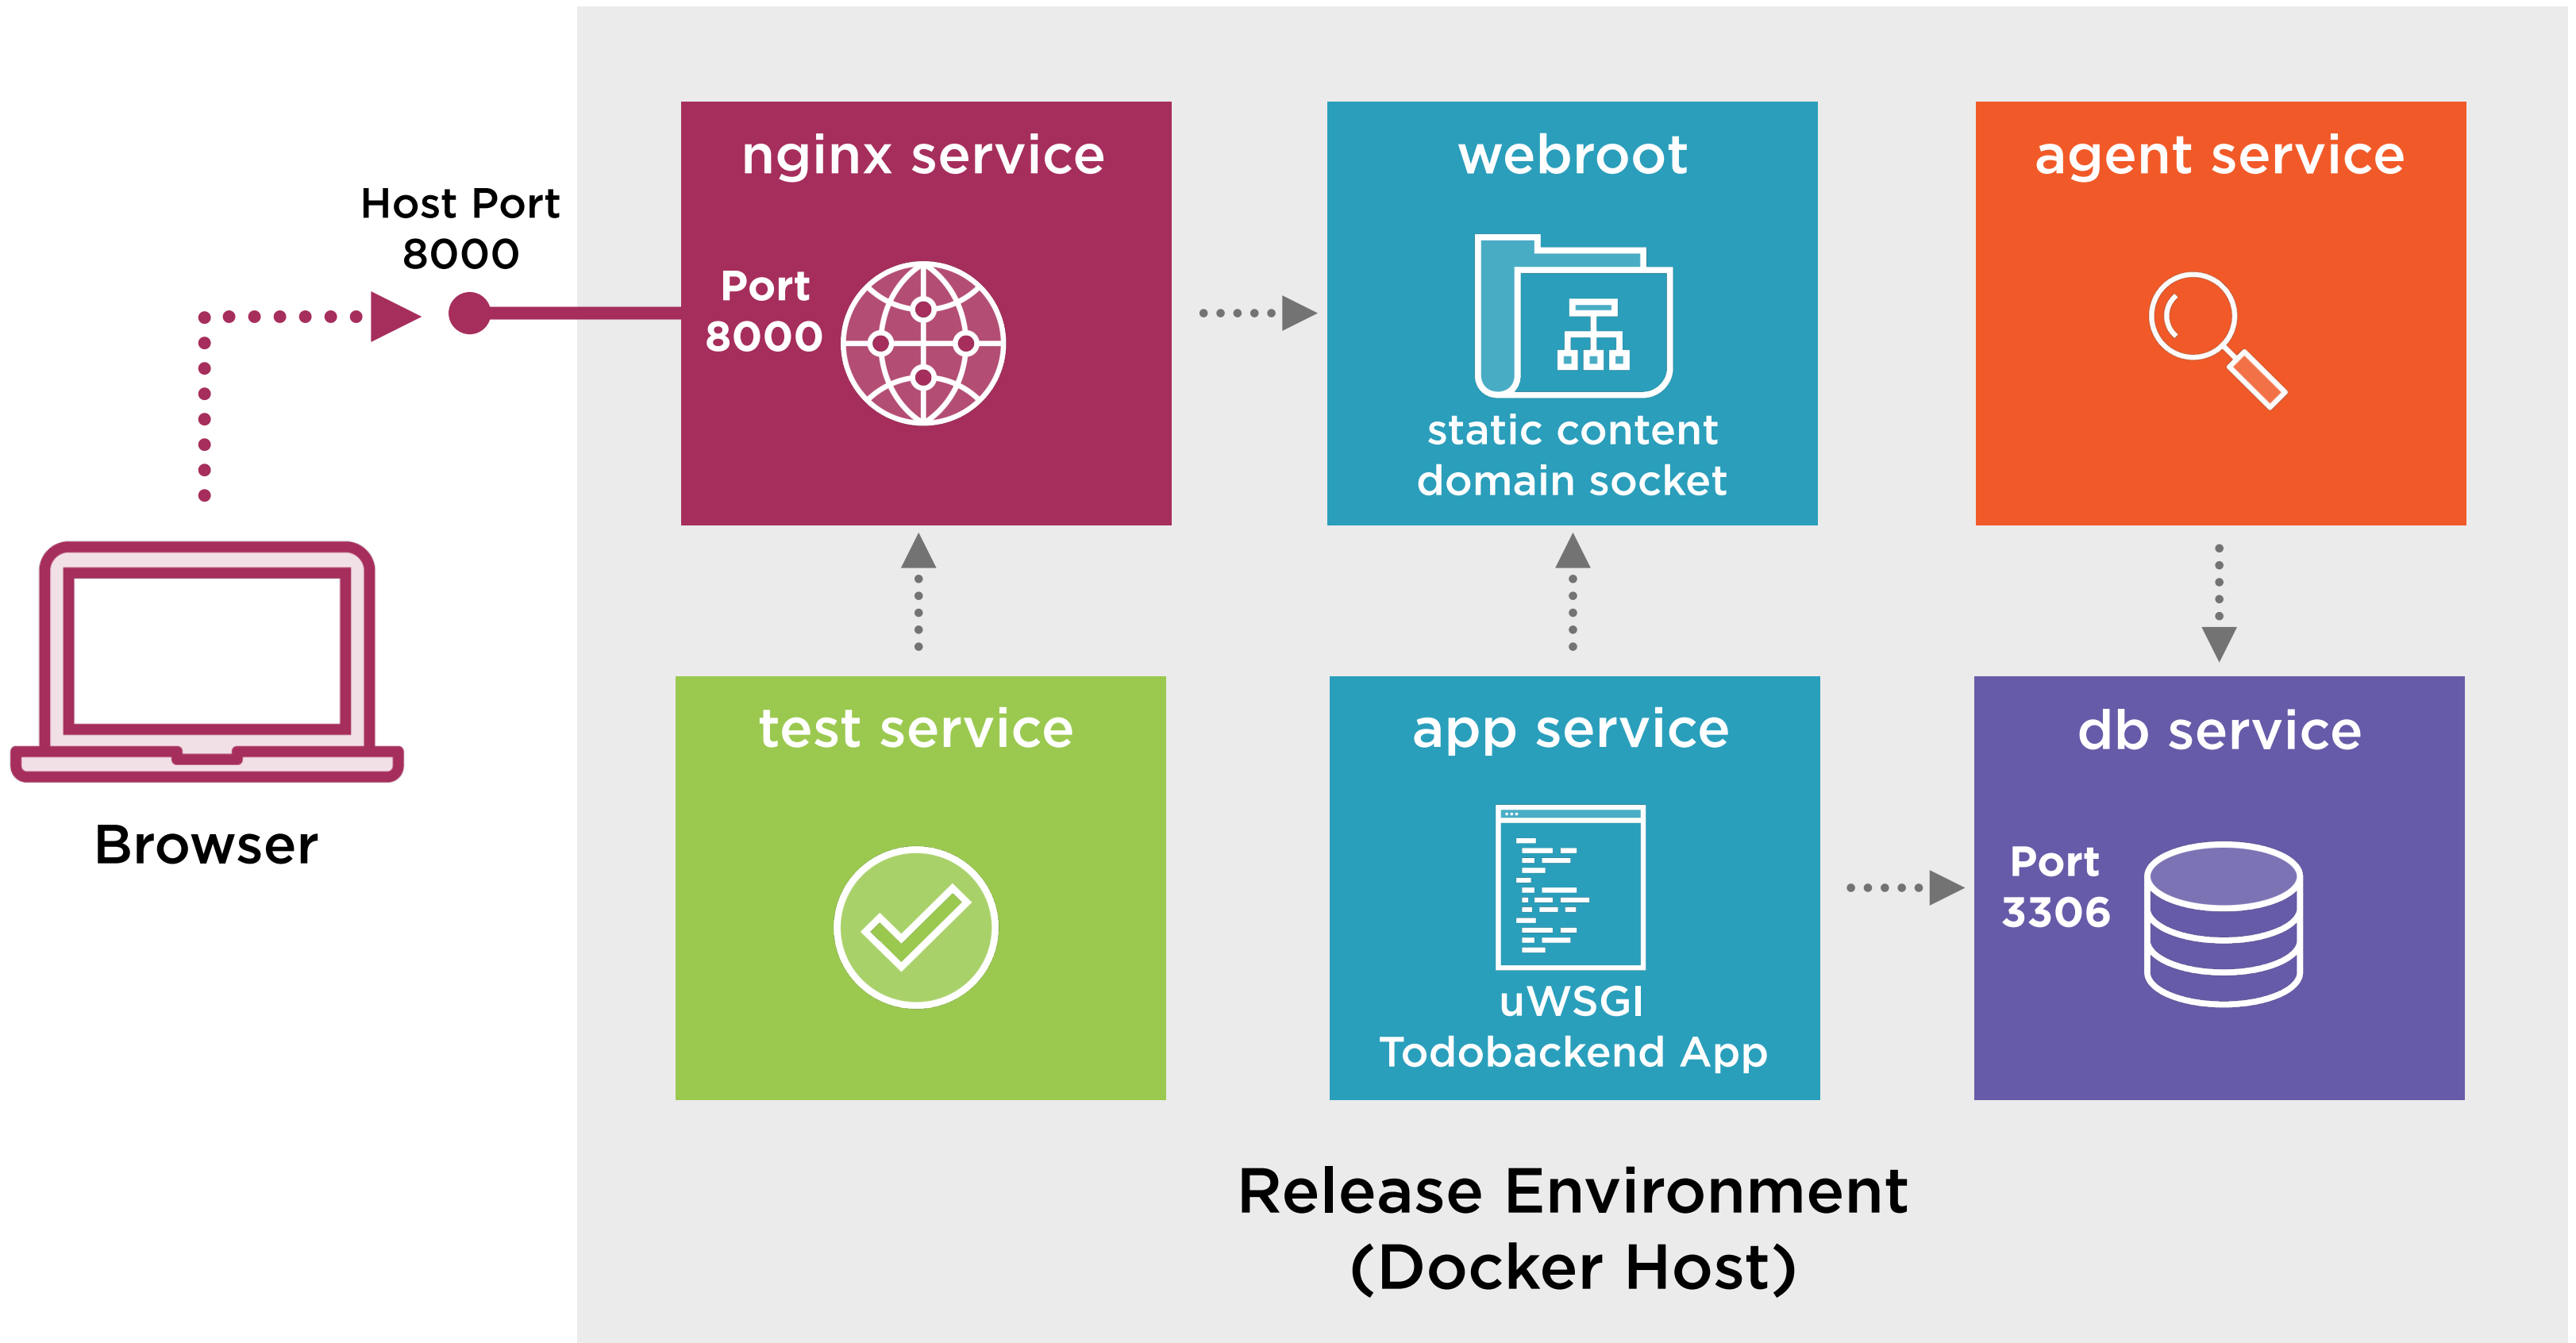 Host Port
8000
Browser
nginx service
Port
8000
webroot
static content
domain socket
agent service
test service
app service
uWSGI
Todobackend App
db service
Port
3306
Release Environment
(Docker Host)